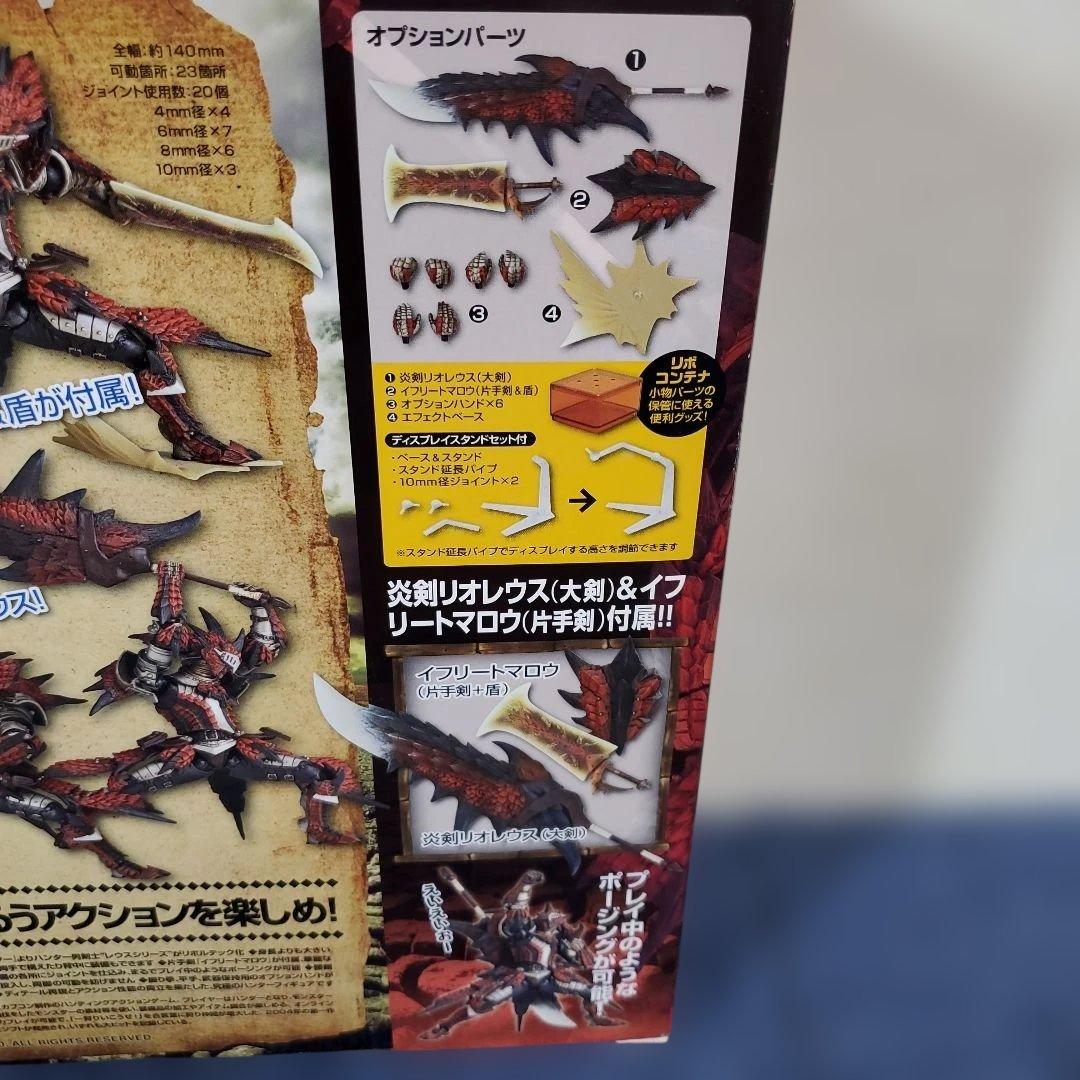 全幅:約140mm
可動箇所:23箇所
ジョイント使用数:20個
4mm径×4
6mm径×7
8mm径×6
10mm径×3
盾が付属!
ウス!
オプションパーツ
1
2
3
4
❶ 炎剣リオレウス(大剣)
❷ イフリートマロウ(片手剣&盾)
❸ オプションハンド×6
❹ エフェクトベース
リボ
コンテナ
小物パーツの
保管に使える
便利グッズ!
ディスプレイスタンドセット付
・ベース&スタンド
・スタンド延長パイプ
・10mm径ジョイント×2
※スタンド延長パイプでディスプレイする高さを調節できます
炎剣リオレウス(大剣)&イフ
リートマロウ(片手剣)付属!!
イフリートマロウ
(片手剣+盾)
炎剣リオレウス(大剣)
えいえいおー
プレイ中のような
ポージングが可能!
うアクションを楽しめ!
ALL RIGHTS RESERVED.